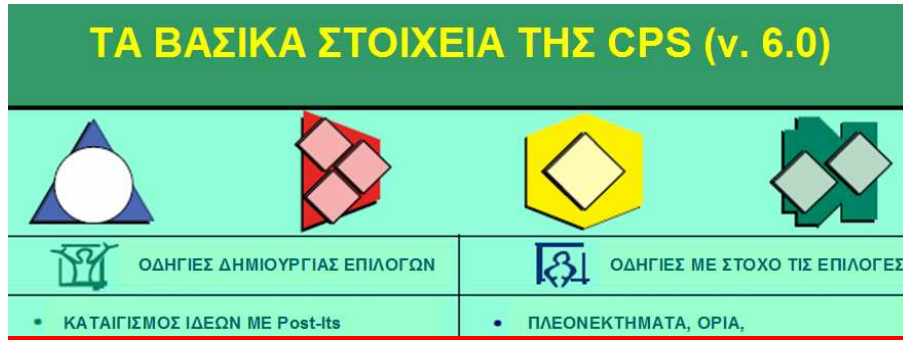 ΤΑ ΒΑΣΙΚΑ ΣΤΟΙΧΕΙΑ ΤΗΣ CPS (v. 6.0)
ΟΔΗΓΙΕΣ ΔΗΜΙΟΥΡΓΙΑΣ ΕΠΙΛΟΓΩΝ
ΟΔΗΓΙΕΣ ΜΕ ΣΤΟΧΟ ΤΙΣ ΕΠΙΛΟΓΕΣ
• ΚΑΤΑΙΓΙΣΜΟΣ ΙΔΕΩΝ ΜΕ Post-Its
• ΠΛΕΟΝΕΚΤΗΜΑΤΑ, ΟΡΙΑ,